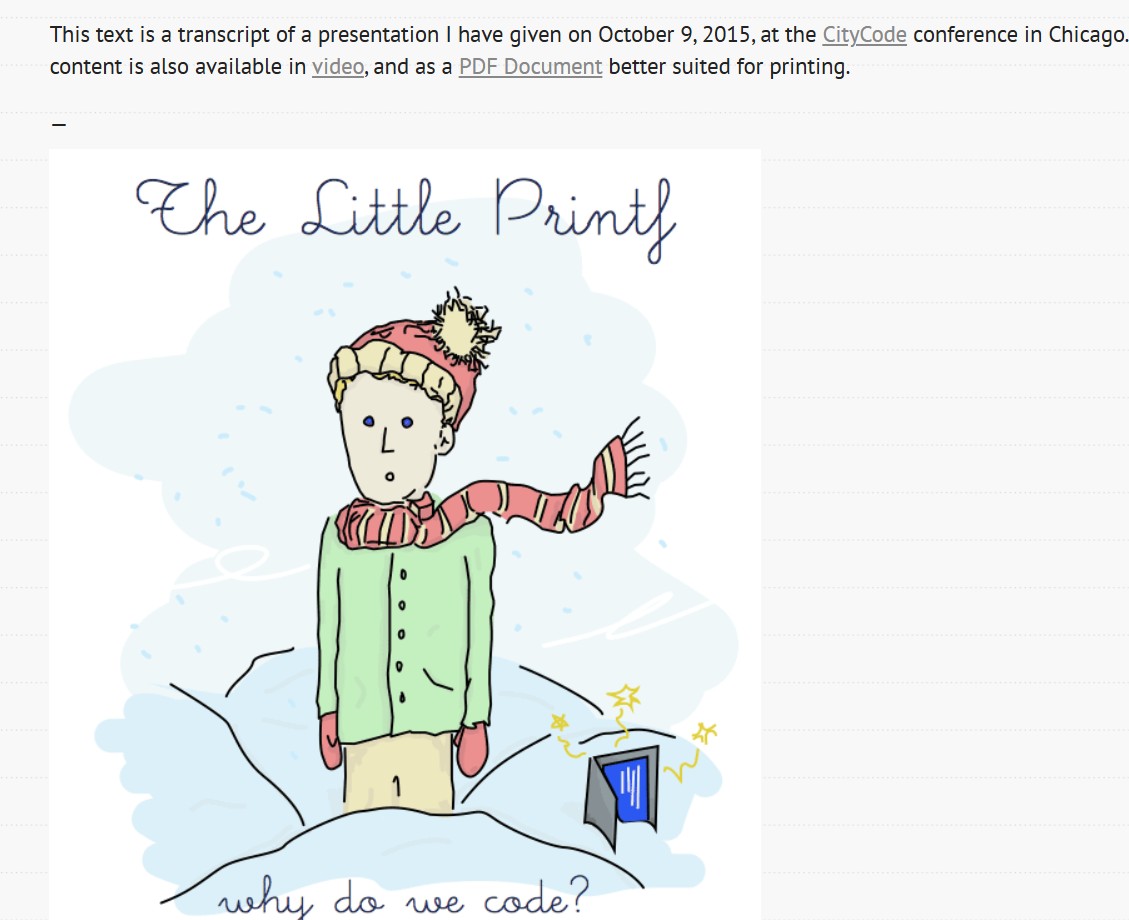 This text is a transcript of a presentation I have given on October 9, 2015, at the CityCode conference in Chicago.
content is also available in video, and as a PDF Document better suited for printing.
—
The Little Printf
why do we code?